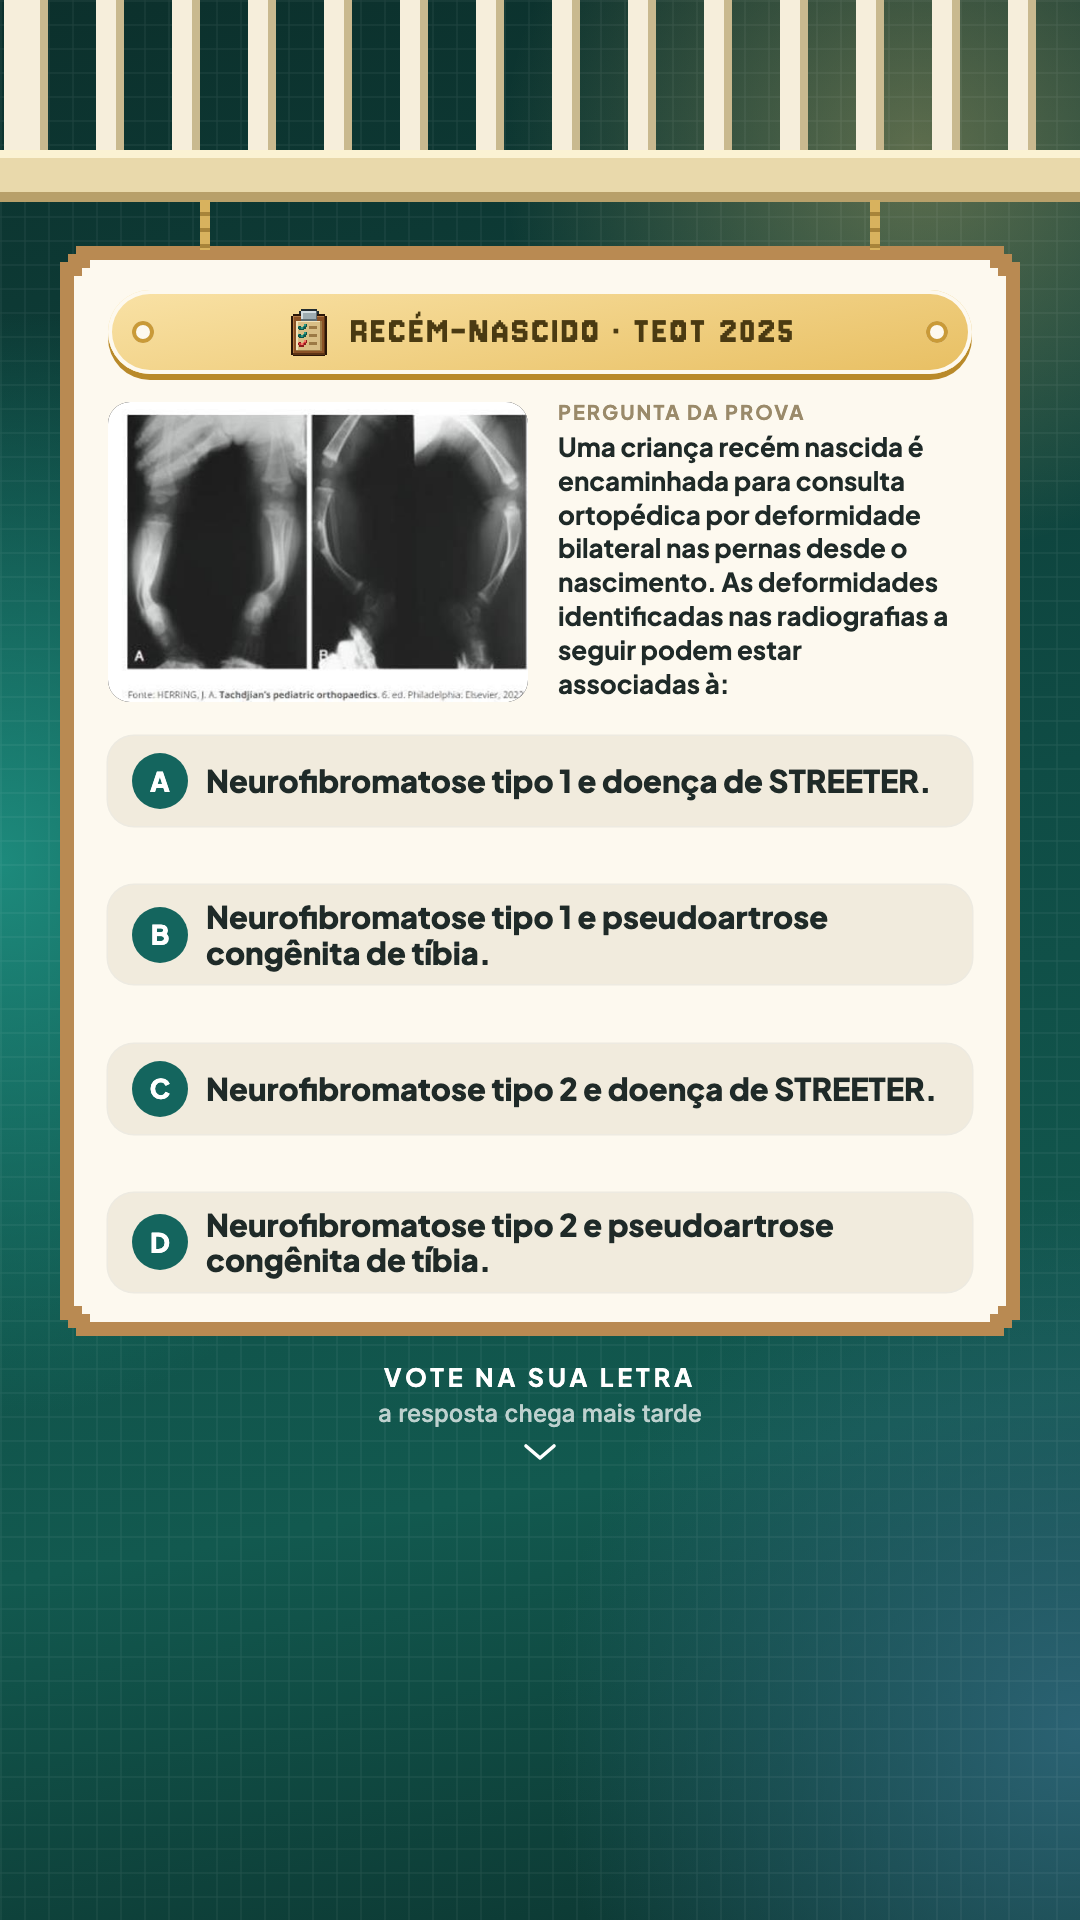 RECÉM-NASCIDO · TEOT 2025
A
B
Fonte: HERRING, J. A. Tachdjian's pediatric orthopaedics. 6. ed. Philadelphia: Elsevier, 2022
PERGUNTA DA PROVA
Uma criança recém nascida é
encaminhada para consulta
ortopédica por deformidade
bilateral nas pernas desde o
nascimento. As deformidades
identificadas nas radiografias a
seguir podem estar
associadas à:
A Neurofibromatose tipo 1 e doença de STREETER.
B Neurofibromatose tipo 1 e pseudoartrose
congênita de tíbia.
C Neurofibromatose tipo 2 e doença de STREETER.
D Neurofibromatose tipo 2 e pseudoartrose
congênita de tíbia.
VOTE NA SUA LETRA
a resposta chega mais tarde